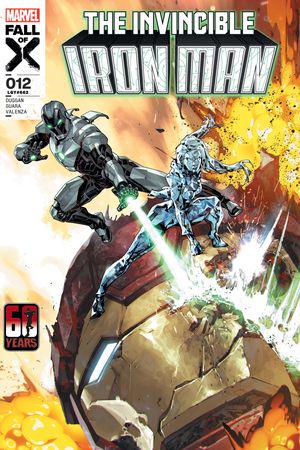 MARVEL
FALL OF
X
012
LGY#662
DUGGAN
GUARA
VALENZA
THE INVINCIBLE
IRON MAN
60
YEARS